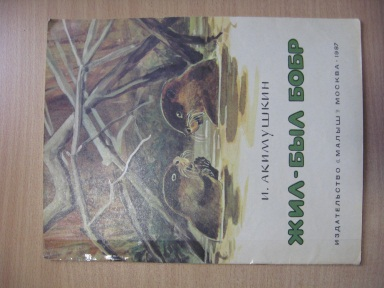 И. АКИМУШКИН
ЖИЛ-БЫЛ БОБР
ИЗДАТЕЛЬСТВО «МАЛЫШ» МОСКВА · 1987